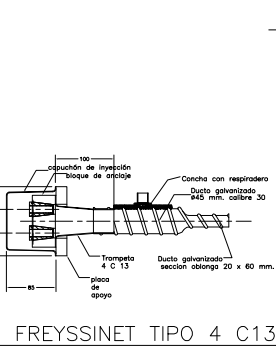 capuchón de inyección
bloque de anclaje
100
Concha con respiradero
Ducto galvanizado
ø45 mm. calibre 30
Trompeta
4 C 13
Ducto galvanizado
seccion oblonga 20 x 60 mm.
placa
de
apoyo
85
FREYSSINET TIPO 4 C13